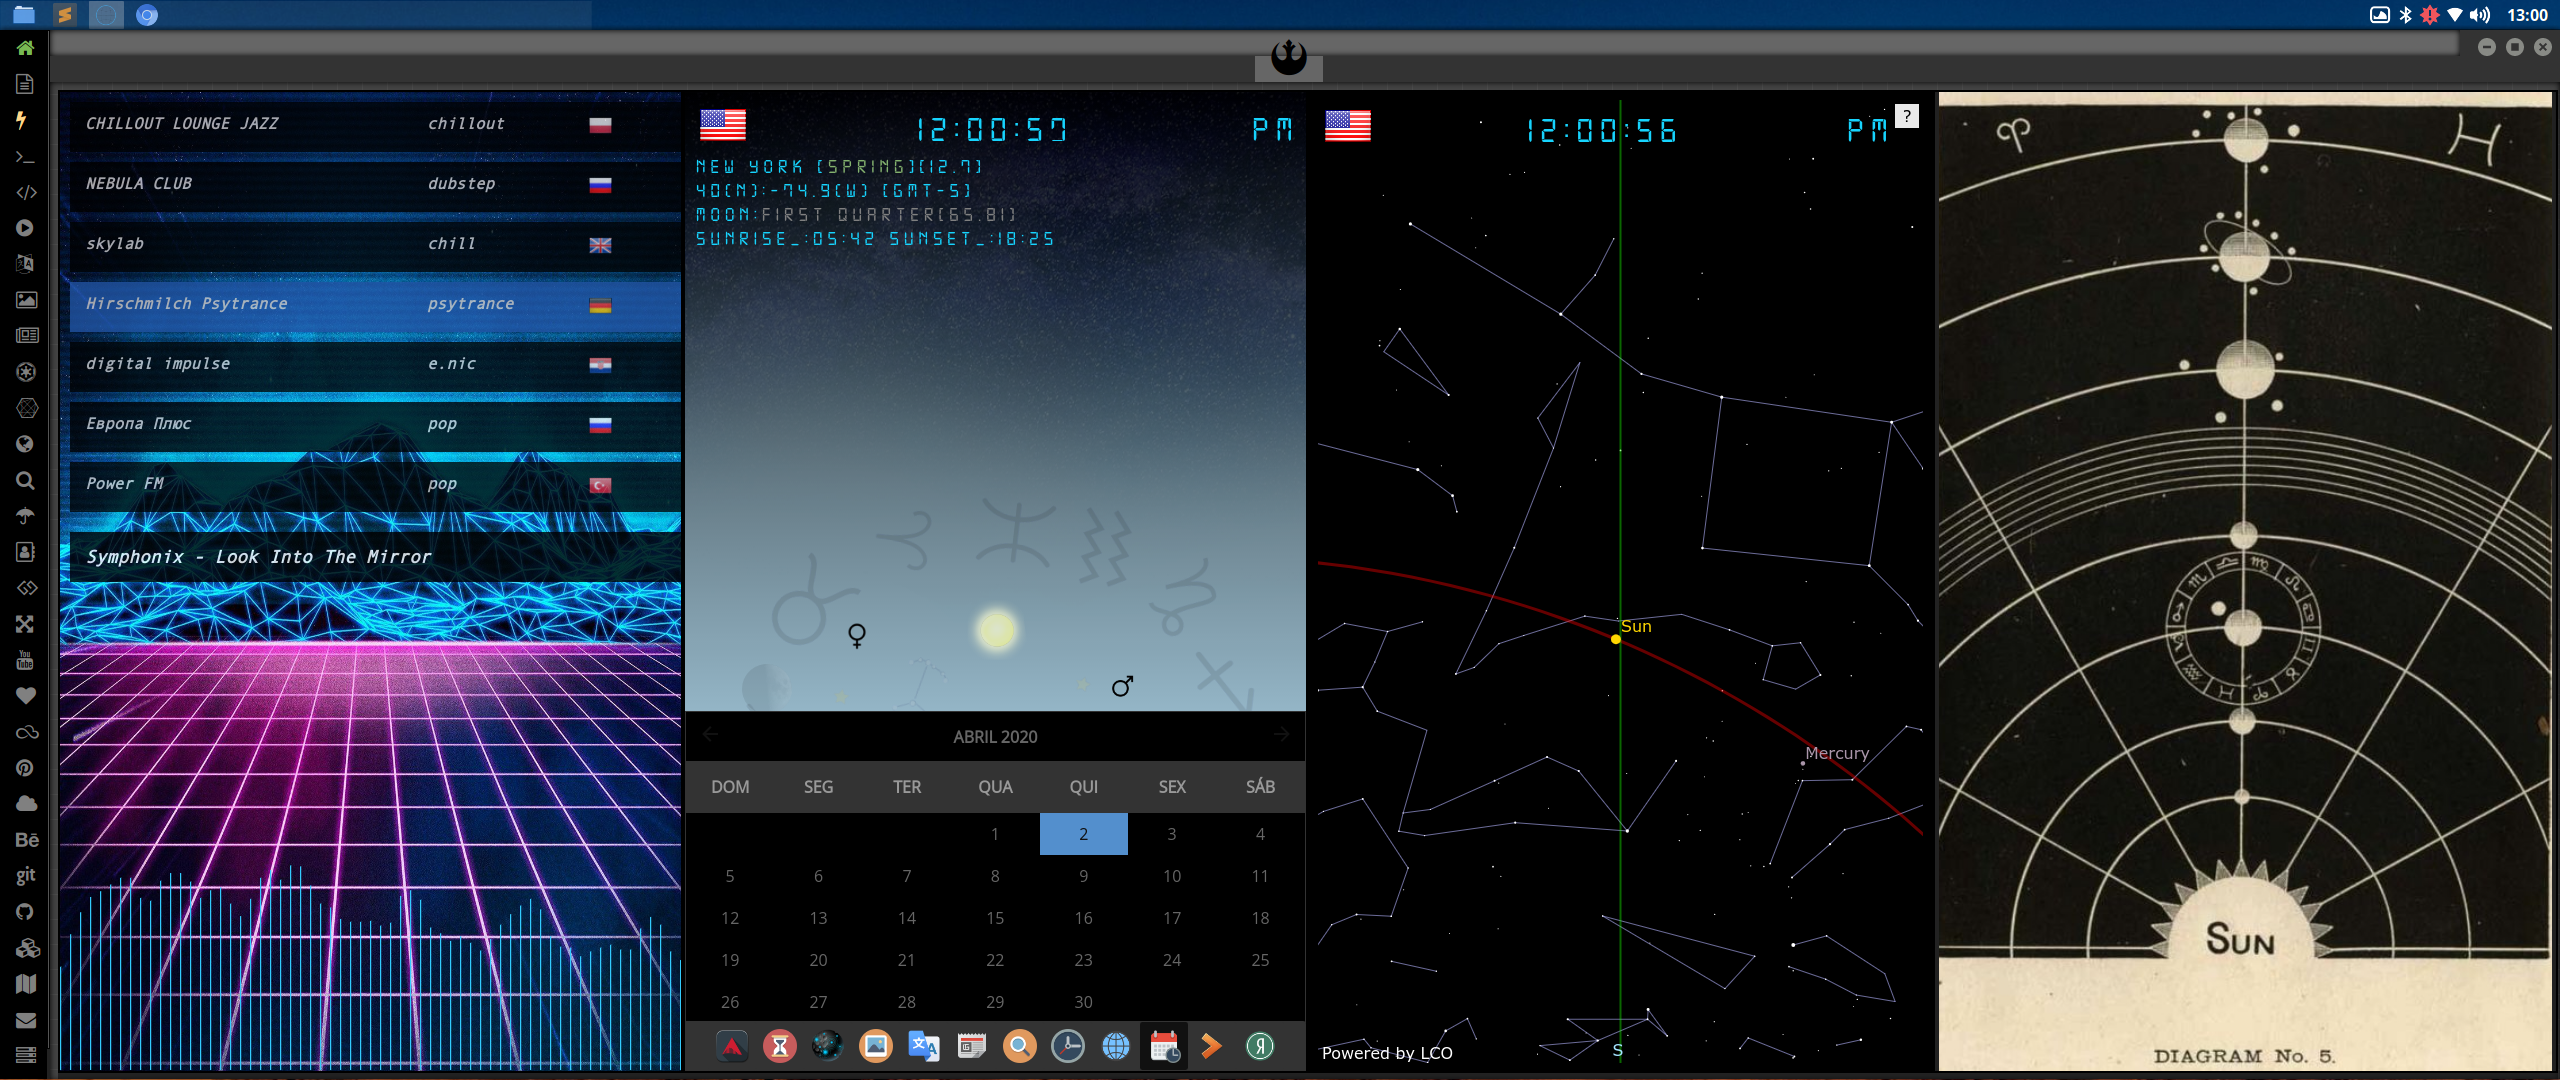 13:00
CHILLOUT LOUNGE JAZZ chillout
NEBULA CLUB dubstep
skylab chill
Hirschmilch Psytrance psytrance
digital impulse e.nic
Европа Плюс pop
Power FM pop
Symphonix - Look Into The Mirror
You
Tube
Bē
git
12:00:57 PM
NEW YORK [SPRING][12.7]
40(N):-74.9(W) [GMT-5]
MOON:FIRST QUARTER[65.81]
SUNRISE_:05:42 SUNSET_:18:25
ABRIL 2020
DOM SEG TER QUA QUI SEX SÁB
1 2 3 4
5 6 7 8 9 10 11
12 13 14 15 16 17 18
19 20 21 22 23 24 25
26 27 28 29 30
12:00:56 PM
?
Sun
Mercury
S
Powered by LCO
SUN
DIAGRAM No. 5.